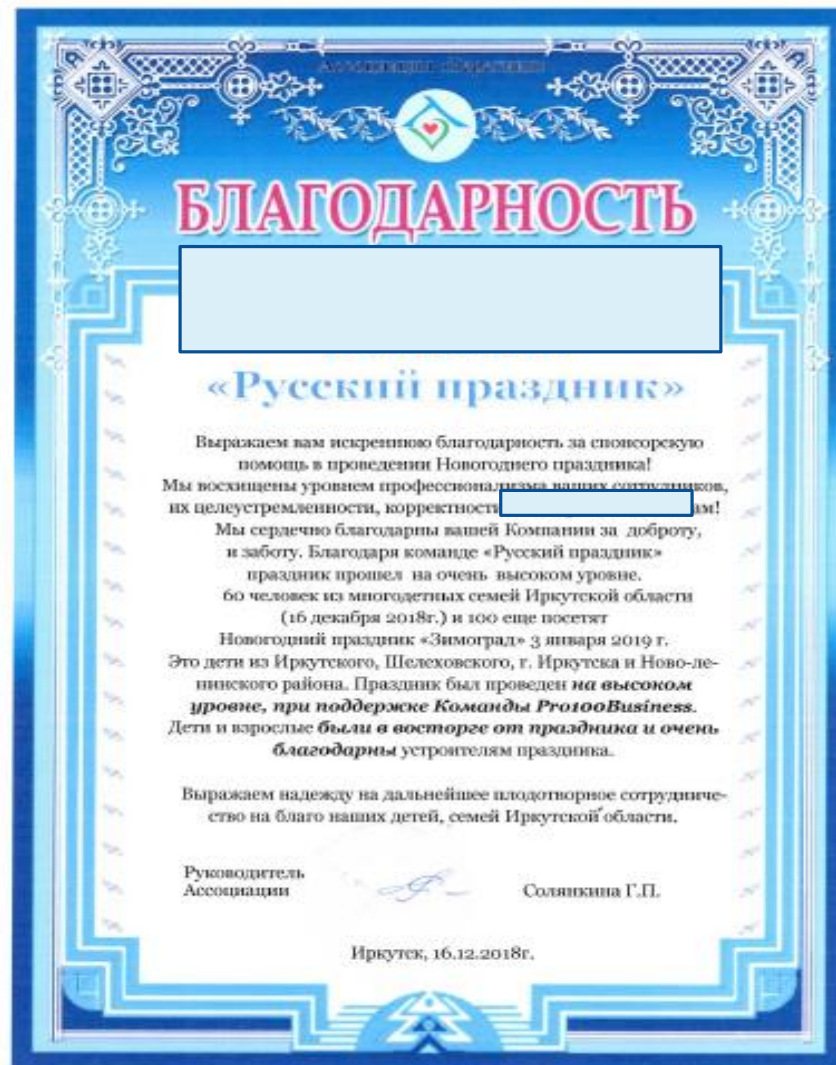 Ассоциация
БЛАГОДАРНОСТЬ
«Русский праздник»
Выражаем вам искреннюю благодарность за спонсорскую
помощь в проведении Новогоднего праздника!
Мы восхищены уровнем профессионализма ваших сотрудников,
их целеустремленности, корректности ам!
Мы сердечно благодарны вашей Компании за доброту,
и заботу. Благодаря команде «Русский праздник»
праздник прошел на очень высоком уровне.
60 человек из многодетных семей Иркутской области
(16 декабря 2018г.) и 100 еще посетят
Новогодний праздник «Зимоград» 3 января 2019 г.
Это дети из Иркутского, Шелеховского, г. Иркутска и Ново-ле-
нинского района. Праздник был проведен на высоком
уровне, при поддержке Команды Pro100Business.
Дети и взрослые были в восторге от праздника и очень
благодарны устроителям праздника.
Выражаем надежду на дальнейшее плодотворное сотрудниче-
ство на благо наших детей, семей Иркутской области.
Руководитель
Ассоциации Солянкина Г.П.
Иркутск, 16.12.2018г.